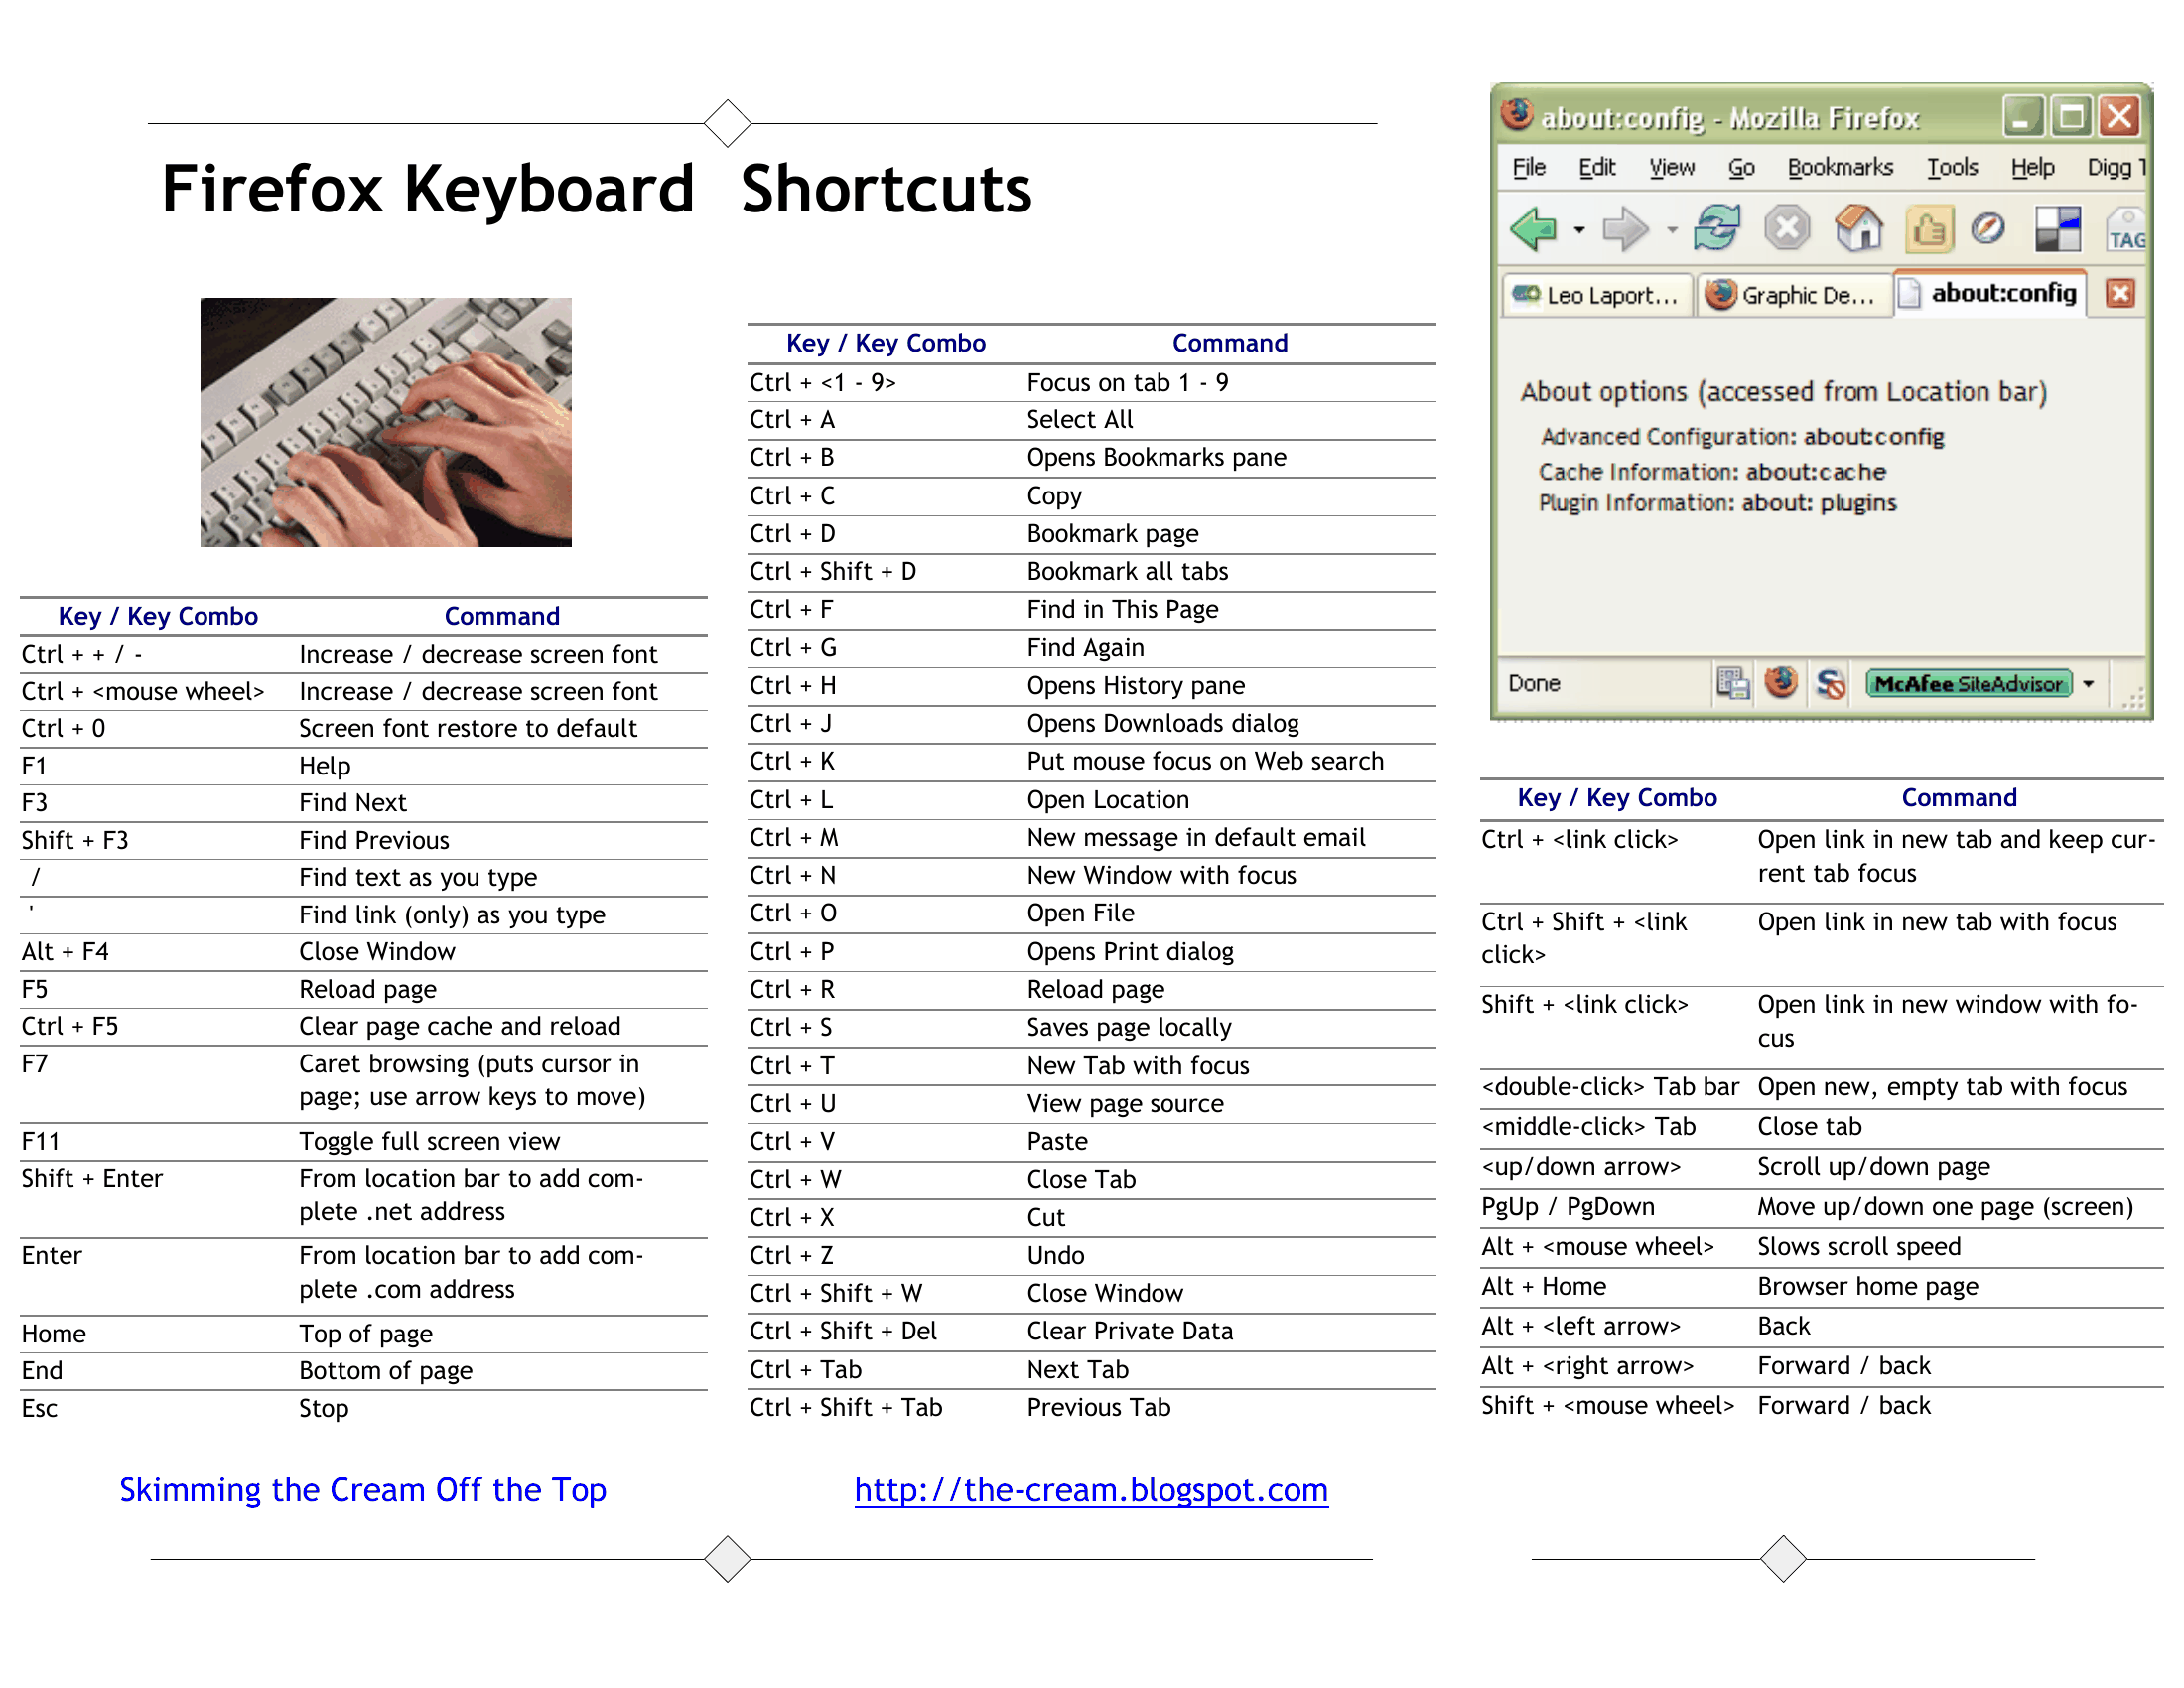 Firefox Keyboard Shortcuts
Key / Key Combo Command
Ctrl + + / - Increase / decrease screen font
Ctrl + <mouse wheel> Increase / decrease screen font
Ctrl + 0 Screen font restore to default
F1 Help
F3 Find Next
Shift + F3 Find Previous
/ Find text as you type
' Find link (only) as you type
Alt + F4 Close Window
F5 Reload page
Ctrl + F5 Clear page cache and reload
F7 Caret browsing (puts cursor in
page; use arrow keys to move)
F11 Toggle full screen view
Shift + Enter From location bar to add com-
plete .net address
Enter From location bar to add com-
plete .com address
Home Top of page
End Bottom of page
Esc Stop
Key / Key Combo Command
Ctrl + <1 - 9> Focus on tab 1 - 9
Ctrl + A Select All
Ctrl + B Opens Bookmarks pane
Ctrl + C Copy
Ctrl + D Bookmark page
Ctrl + Shift + D Bookmark all tabs
Ctrl + F Find in This Page
Ctrl + G Find Again
Ctrl + H Opens History pane
Ctrl + J Opens Downloads dialog
Ctrl + K Put mouse focus on Web search
Ctrl + L Open Location
Ctrl + M New message in default email
Ctrl + N New Window with focus
Ctrl + O Open File
Ctrl + P Opens Print dialog
Ctrl + R Reload page
Ctrl + S Saves page locally
Ctrl + T New Tab with focus
Ctrl + U View page source
Ctrl + V Paste
Ctrl + W Close Tab
Ctrl + X Cut
Ctrl + Z Undo
Ctrl + Shift + W Close Window
Ctrl + Shift + Del Clear Private Data
Ctrl + Tab Next Tab
Ctrl + Shift + Tab Previous Tab
about:config - Mozilla Firefox
File Edit View Go Bookmarks Tools Help Digg T
TAG
Leo Laport... Graphic De... about:config
About options (accessed from Location bar)
Advanced Configuration: about:config
Cache Information: about:cache
Plugin Information: about: plugins
Done McAfee SiteAdvisor
Key / Key Combo Command
Ctrl + <link click> Open link in new tab and keep cur-
rent tab focus
Ctrl + Shift + <link Open link in new tab with focus
click>
Shift + <link click> Open link in new window with fo-
cus
<double-click> Tab bar Open new, empty tab with focus
<middle-click> Tab Close tab
<up/down arrow> Scroll up/down page
PgUp / PgDown Move up/down one page (screen)
Alt + <mouse wheel> Slows scroll speed
Alt + Home Browser home page
Alt + <left arrow> Back
Alt + <right arrow> Forward / back
Shift + <mouse wheel> Forward / back
Skimming the Cream Off the Top http://the-cream.blogspot.com